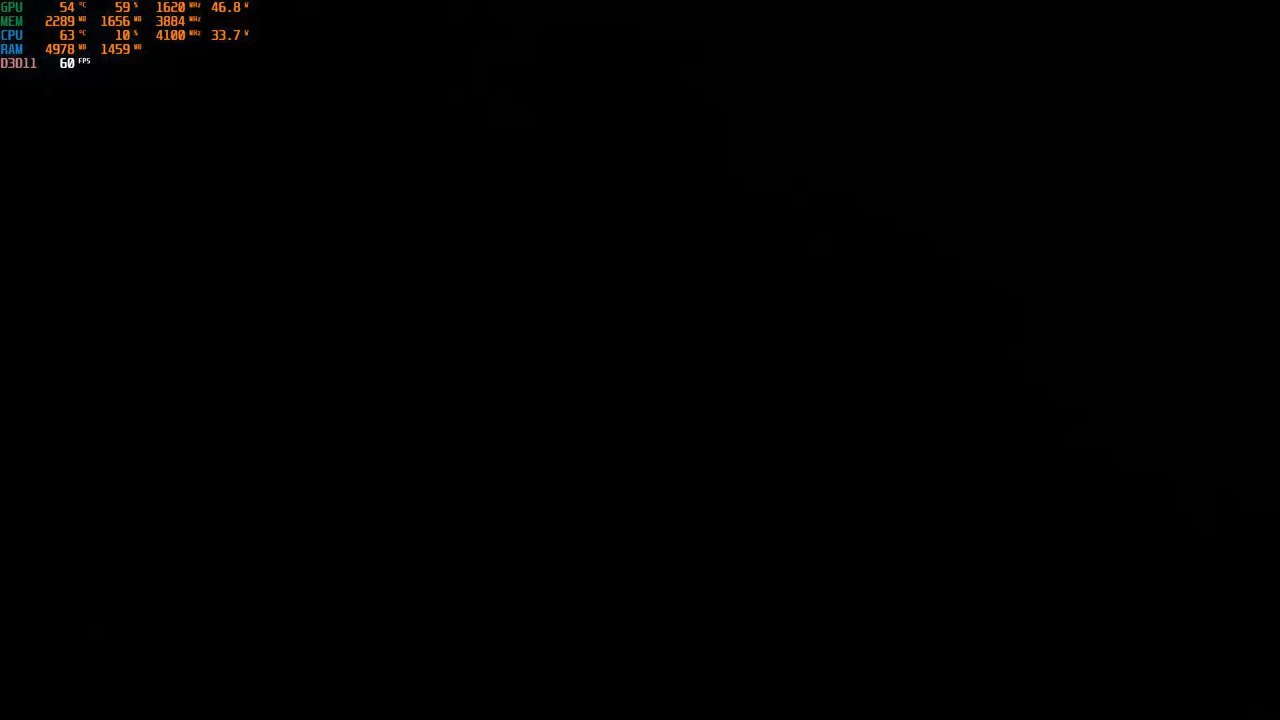 GPU 54 °C 59 % 1620 MHz 46.8 W
MEM 2289 MB 1656 MB 3884 MHz
CPU 63 °C 10 % 4100 MHz 33.7 W
RAM 4978 MB 1459 MB
D3D11 60 FPS